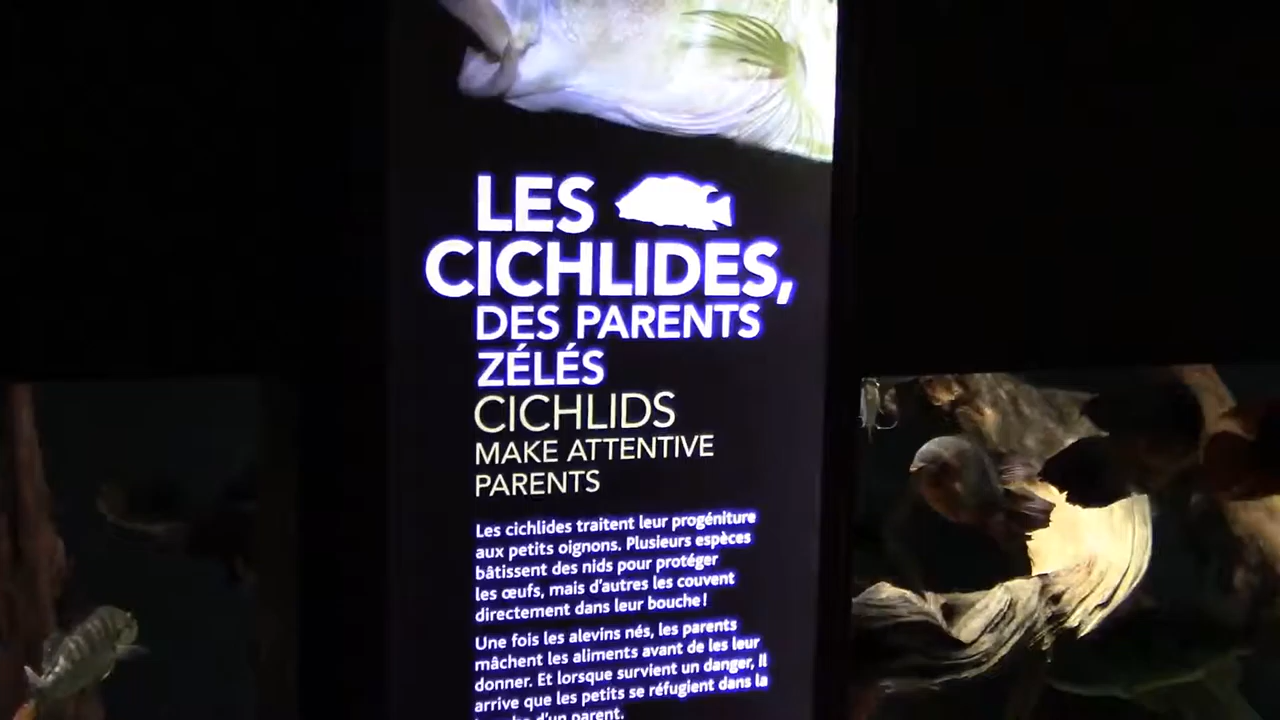 LES
CICHLIDES,
DES PARENTS
ZÉLÉS
CICHLIDS
MAKE ATTENTIVE
PARENTS
Les cichlides traitent leur progéniture
aux petits oignons. Plusieurs espèces
bâtissent des nids pour protéger
les œufs, mais d'autres les couvent
directement dans leur bouche !
Une fois les alevins nés, les parents
mâchent les aliments avant de les leur
donner. Et lorsque survient un danger, il
arrive que les petits se réfugient dans la
d'un parent.